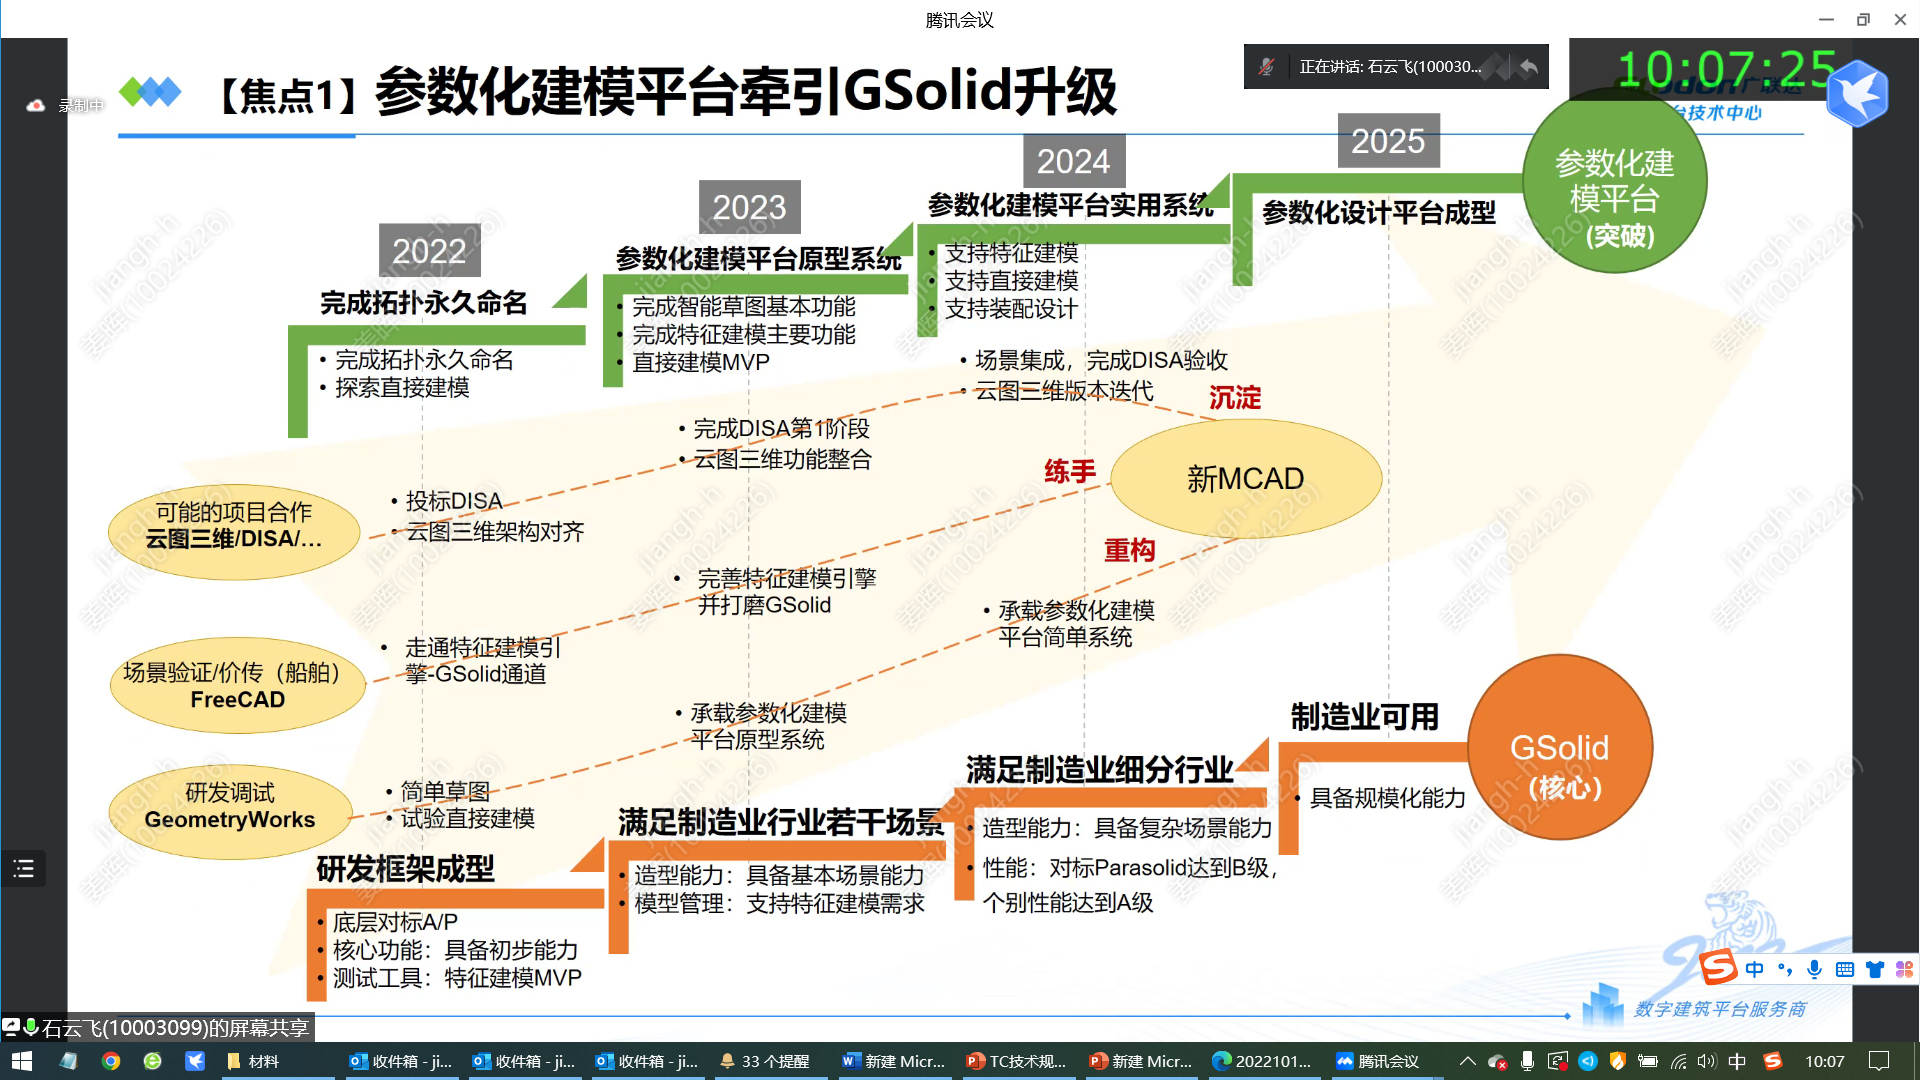 腾讯会议
录制中
【焦点1】参数化建模平台牵引GSolid升级
正在讲话: 石云飞(100030...
10:07:25
台技术中心
2022
2023
2024
2025
参数化建
模平台
(突破)
完成拓扑永久命名
• 完成拓扑永久命名
• 探索直接建模
参数化建模平台原型系统
• 完成智能草图基本功能
• 完成特征建模主要功能
• 直接建模MVP
参数化建模平台实用系统
• 支持特征建模
• 支持直接建模
• 支持装配设计
参数化设计平台成型
可能的项目合作
云图三维/DISA/...
• 投标DISA
• 云图三维架构对齐
• 完成DISA第1阶段
• 云图三维功能整合
• 场景集成，完成DISA验收
• 云图三维版本迭代
沉淀
练手
重构
新MCAD
场景验证/价传（船舶）
FreeCAD
• 走通特征建模引
擎-GSolid通道
• 完善特征建模引擎
并打磨GSolid
研发调试
GeometryWorks
• 简单草图
• 试验直接建模
• 承载参数化建模
平台原型系统
• 承载参数化建模
平台简单系统
研发框架成型
• 底层对标A/P
• 核心功能：具备初步能力
• 测试工具：特征建模MVP
满足制造业行业若干场景
• 造型能力：具备基本场景能力
• 模型管理：支持特征建模需求
满足制造业细分行业
• 造型能力：具备复杂场景能力
• 性能：对标Parasolid达到B级，
个别性能达到A级
制造业可用
• 具备规模化能力
GSolid
（核心）
数字建筑平台服务商
中
石云飞(10003099)的屏幕共享
材料
收件箱 - ji...
收件箱 - ji...
收件箱 - ji...
33 个提醒
新建 Micr...
TC技术规...
新建 Micr...
2022101...
腾讯会议
中
10:07